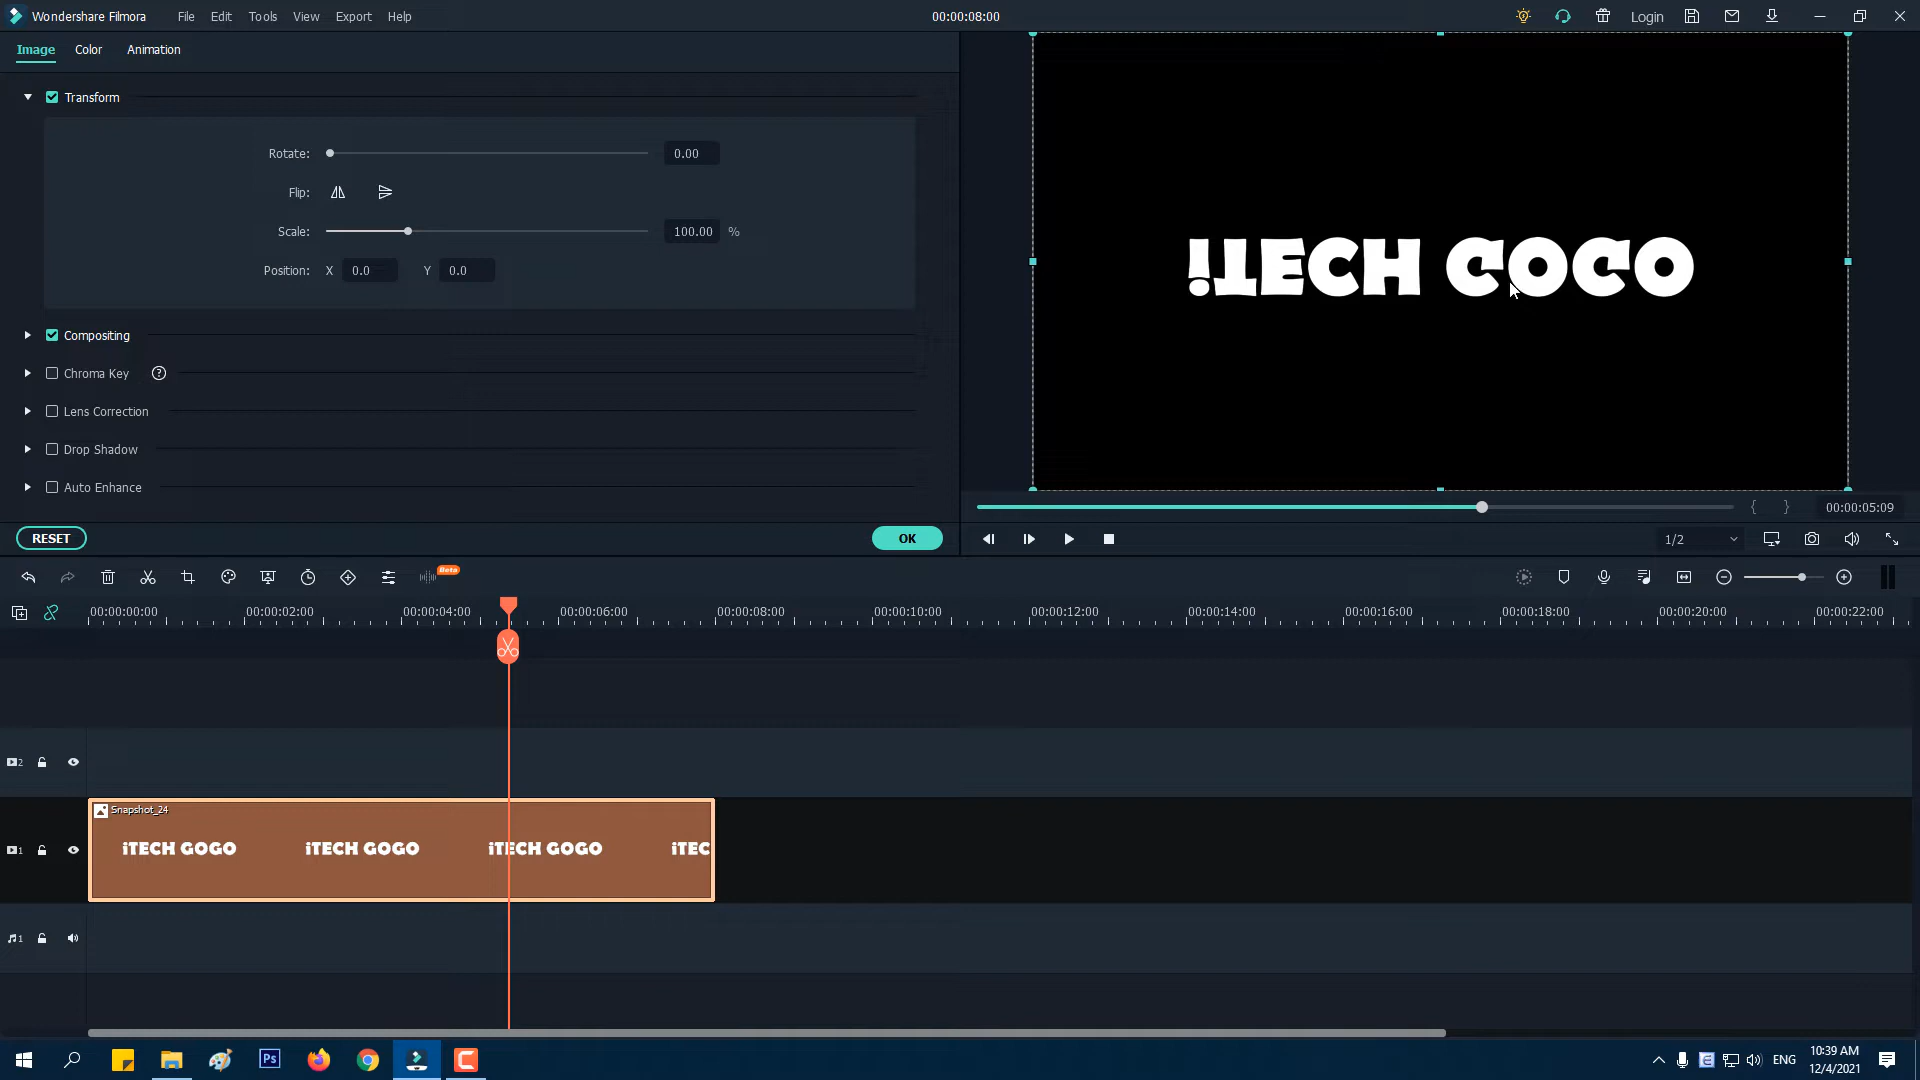 Wondershare Filmora File Edit Tools View Export Help 00:00:08:00 Login
Image Color Animation
Transform
Rotate: 0.00
Flip:
Scale: 100.00 %
Position: X 0.0 Y 0.0
Compositing
Chroma Key ?
Lens Correction
Drop Shadow
Auto Enhance
RESET OK
iTECH GOGO
{ } 00:00:05:09
1/2
Beta
00:00:00:00 00:00:02:00 00:00:04:00 00:00:06:00 00:00:08:00 00:00:10:00 00:00:12:00 00:00:14:00 00:00:16:00 00:00:18:00 00:00:20:00 00:00:22:00
2
Snapshot_24
iTECH GOGO iTECH GOGO iTECH GOGO iTEC
1
1
Ps ENG 10:39 AM
12/4/2021